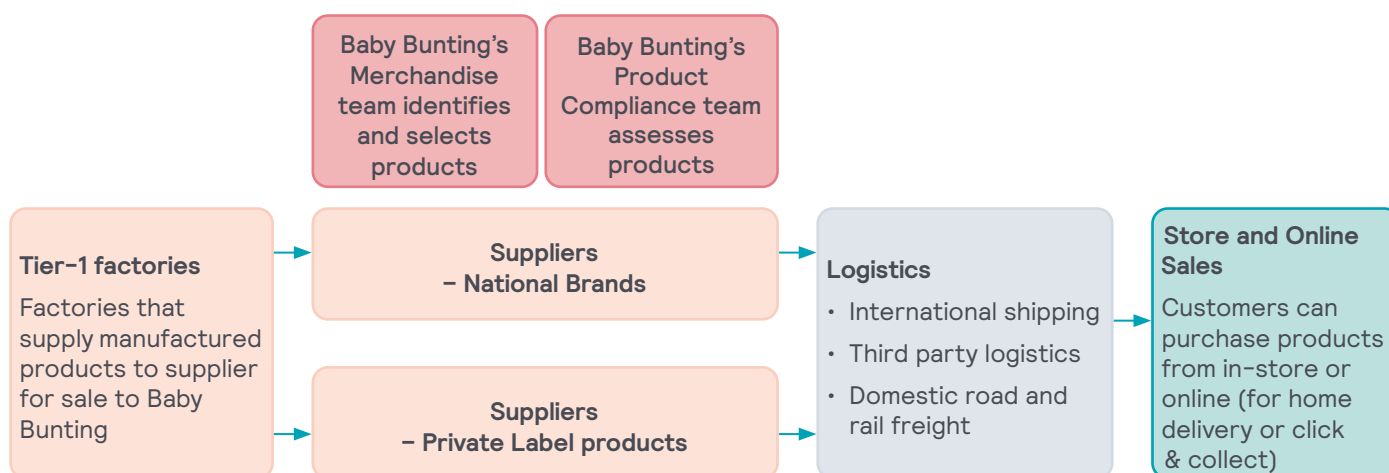 Baby Bunting’s
Merchandise
team identifies
and selects
products
Baby Bunting’s
Product
Compliance team
assesses
products
Tier-1 factories
Factories that
supply manufactured
products to supplier
for sale to Baby
Bunting
Suppliers
– National Brands
Suppliers
– Private Label products
Logistics
• International shipping
• Third party logistics
• Domestic road and
rail freight
Store and Online
Sales
Customers can
purchase products
from in-store or
online (for home
delivery or click
& collect)